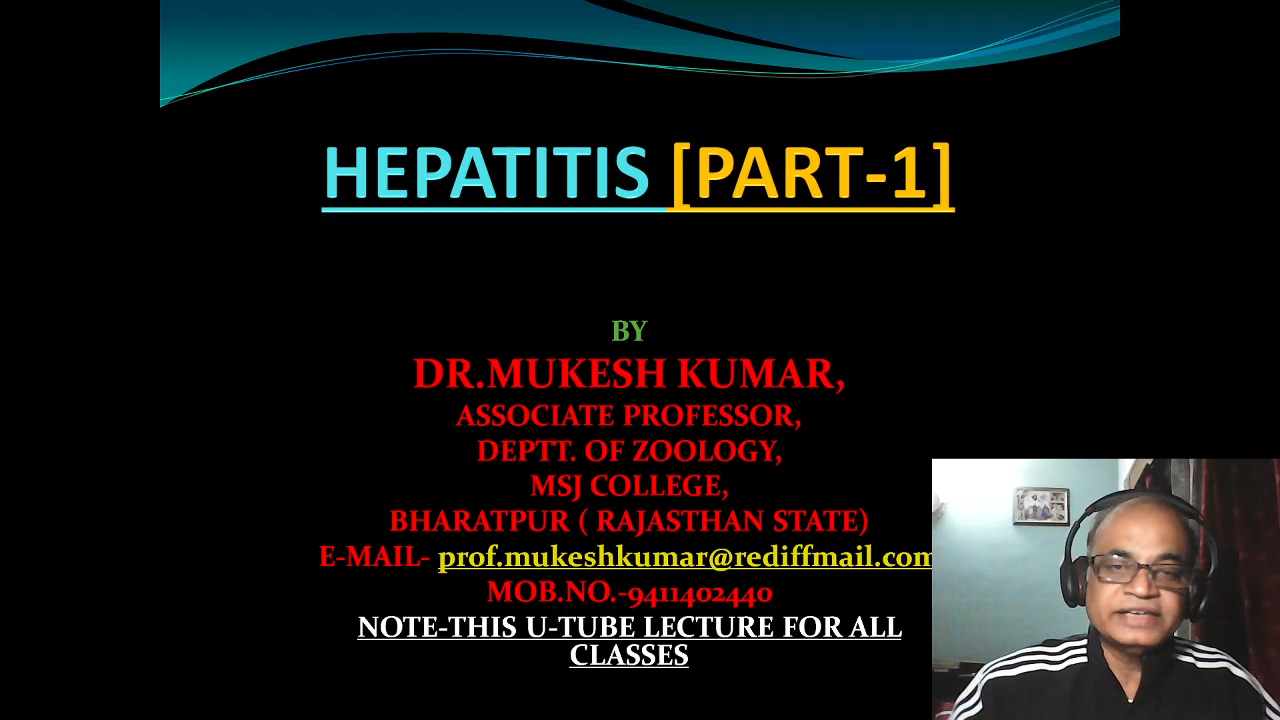 HEPATITIS [PART-1]
BY
DR.MUKESH KUMAR,
ASSOCIATE PROFESSOR,
DEPTT. OF ZOOLOGY,
MSJ COLLEGE,
BHARATPUR ( RAJASTHAN STATE)
E-MAIL- prof.mukeshkumar@rediffmail.com
MOB.NO.-9411402440
NOTE-THIS U-TUBE LECTURE FOR ALL
CLASSES